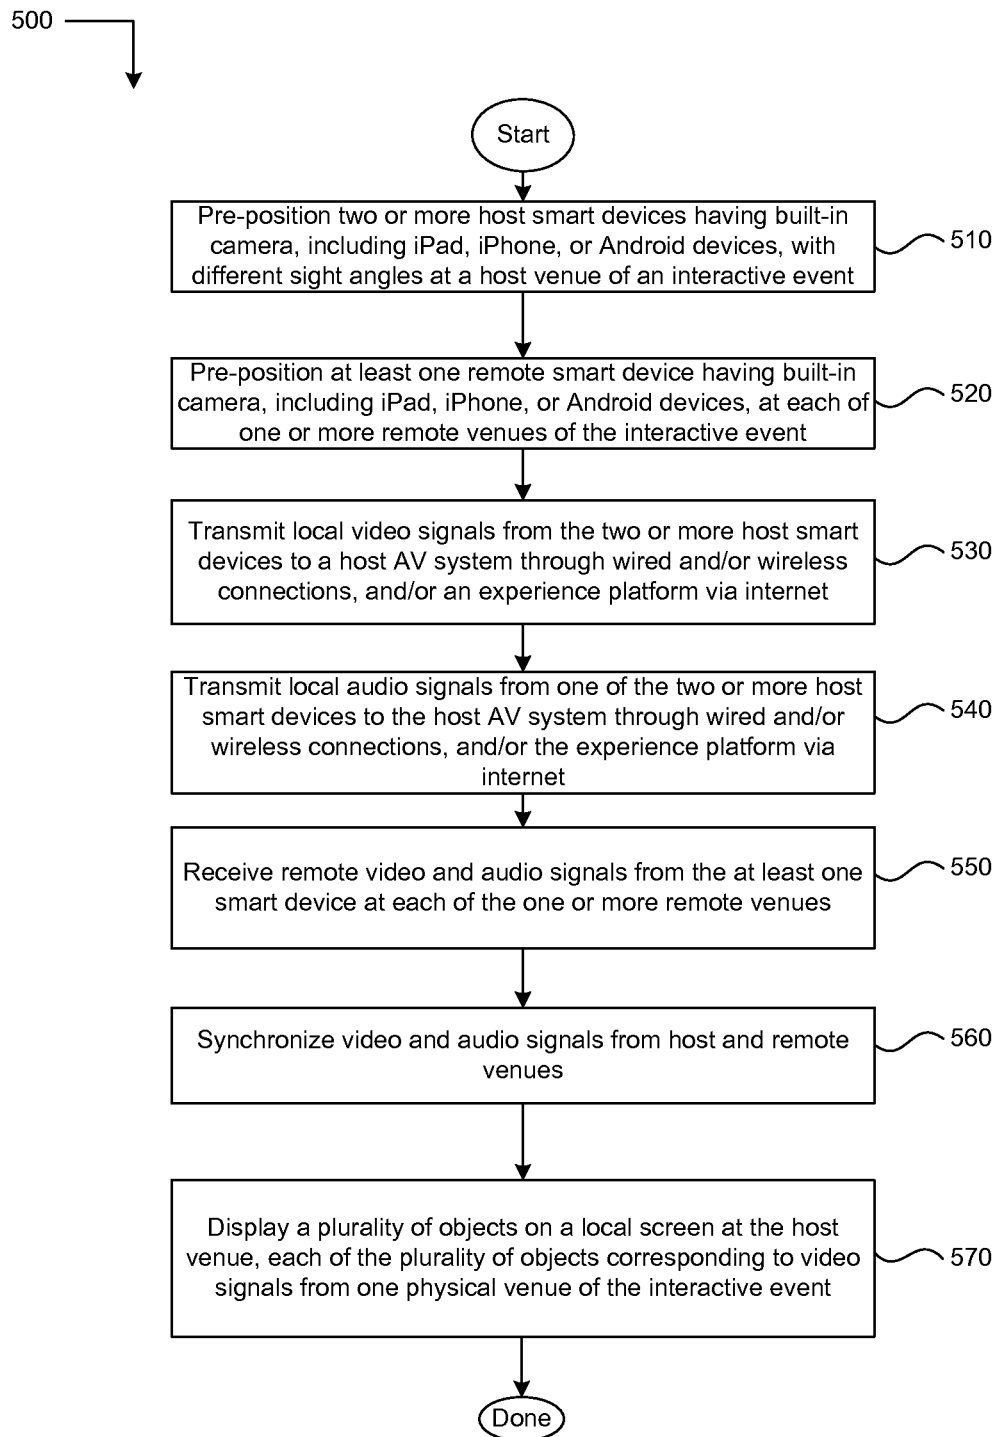 500
Start
Pre-position two or more host smart devices having built-in
camera, including iPad, iPhone, or Android devices, with
different sight angles at a host venue of an interactive event
510
Pre-position at least one remote smart device having built-in
camera, including iPad, iPhone, or Android devices, at each of
one or more remote venues of the interactive event
520
Transmit local video signals from the two or more host smart
devices to a host AV system through wired and/or wireless
connections, and/or an experience platform via internet
530
Transmit local audio signals from one of the two or more host
smart devices to the host AV system through wired and/or
wireless connections, and/or the experience platform via
internet
540
Receive remote video and audio signals from the at least one
smart device at each of the one or more remote venues
550
Synchronize video and audio signals from host and remote
venues
560
Display a plurality of objects on a local screen at the host
venue, each of the plurality of objects corresponding to video
signals from one physical venue of the interactive event
570
Done